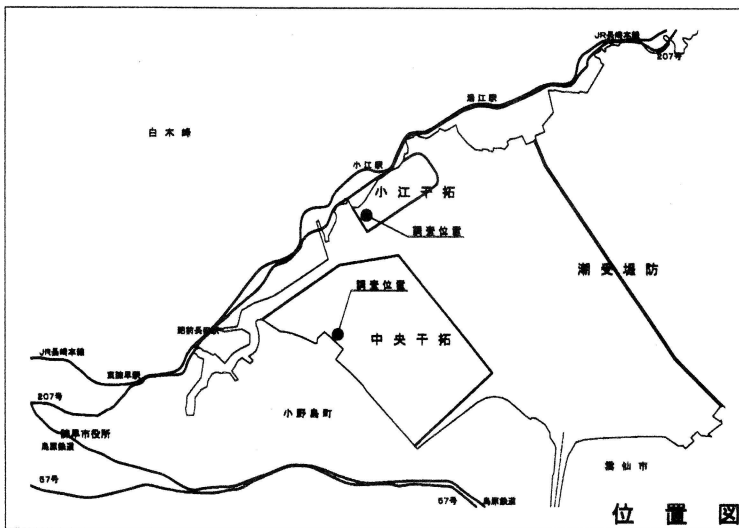 JR長崎本線
207号
湯江駅
白木峰
小江駅
小江干拓
調査位置
潮受堤防
調査位置
肥前長田駅
中央干拓
JR長崎本線
東諫早駅
207号
小野島町
諫早市役所
島原鉄道
雲仙市
57号
57号
島原鉄道
位置図